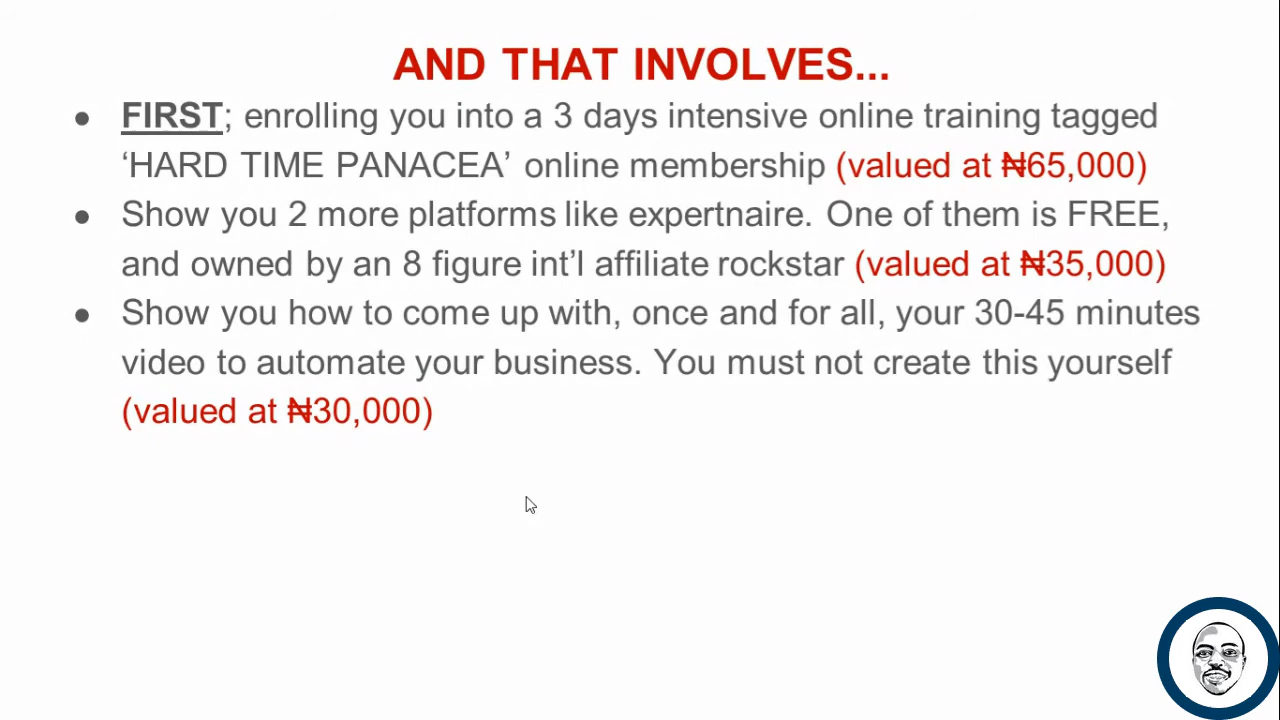 AND THAT INVOLVES...
● FIRST; enrolling you into a 3 days intensive online training tagged
‘HARD TIME PANACEA’ online membership (valued at ₦65,000)
● Show you 2 more platforms like expertnaire. One of them is FREE,
and owned by an 8 figure int’l affiliate rockstar (valued at ₦35,000)
● Show you how to come up with, once and for all, your 30-45 minutes
video to automate your business. You must not create this yourself
(valued at ₦30,000)